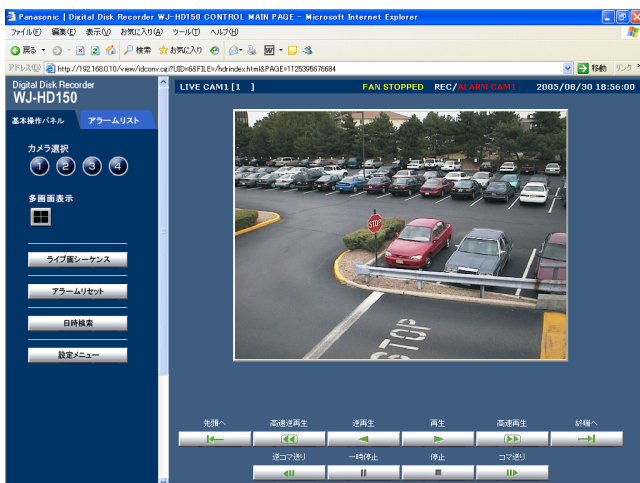 Panasonic | Digital Disk Recorder WJ-HD150 CONTROL MAIN PAGE - Microsoft Internet Explorer
ファイル(F) 編集(E) 表示(V) お気に入り(A) ツール(T) ヘルプ(H)
戻る 検索 お気に入り
アドレス(D) http://192.168.0.10/view/idconv.cgi?UID=6&FILE=/hdrindex.html&PAGE=1125395676684 移動 リンク »
Digital Disk Recorder
WJ-HD150
LIVE CAM1 [1 ] FAN STOPPED REC/ALARM CAM1 2005/08/30 18:56:00
基本操作パネル アラームリスト
カメラ選択
1 2 3 4
多画面表示
ライブ画シーケンス
アラームリセット
日時検索
設定メニュー
STOP
STOP
先頭へ 高速逆再生 逆再生 再生 高速再生 終端へ
逆コマ送り 一時停止 停止 コマ送り